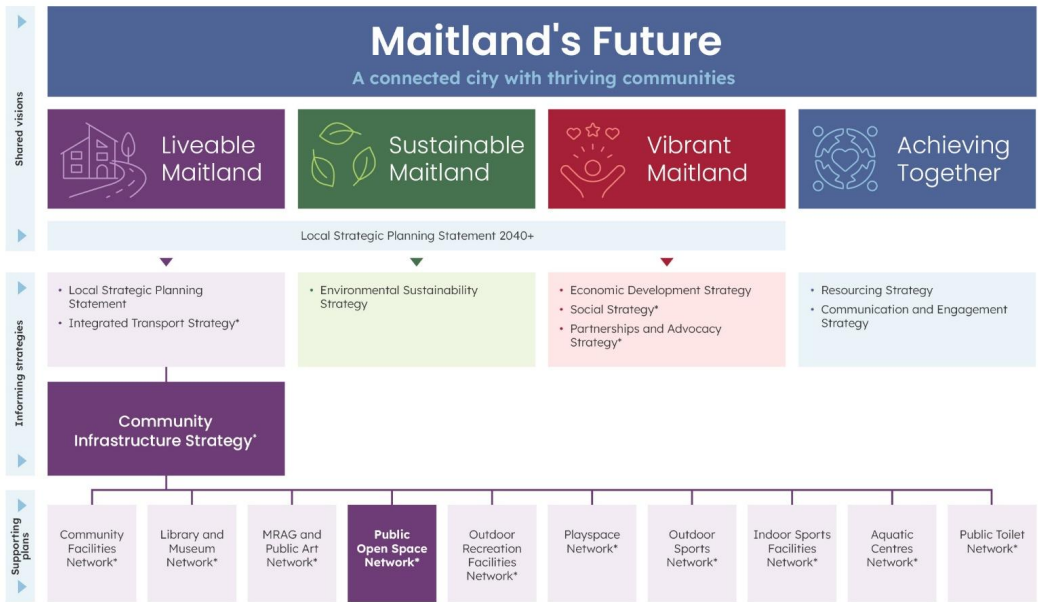 Maitland's Future
A connected city with thriving communities
Shared visions
Liveable
Maitland
Sustainable
Maitland
Vibrant
Maitland
Achieving
Together
Local Strategic Planning Statement 2040+
Informing strategies
• Local Strategic Planning
Statement
• Integrated Transport Strategy*
• Environmental Sustainability
Strategy
• Economic Development Strategy
• Social Strategy*
• Partnerships and Advocacy
Strategy*
• Resourcing Strategy
• Communication and Engagement
Strategy
Community
Infrastructure Strategy*
Supporting
plans
Community
Facilities
Network*
Library and
Museum
Network*
MRAG and
Public Art
Network*
Public
Open Space
Network*
Outdoor
Recreation
Facilities
Network*
Playspace
Network*
Outdoor
Sports
Network*
Indoor Sports
Facilities
Network*
Aquatic
Centres
Network*
Public Toilet
Network*